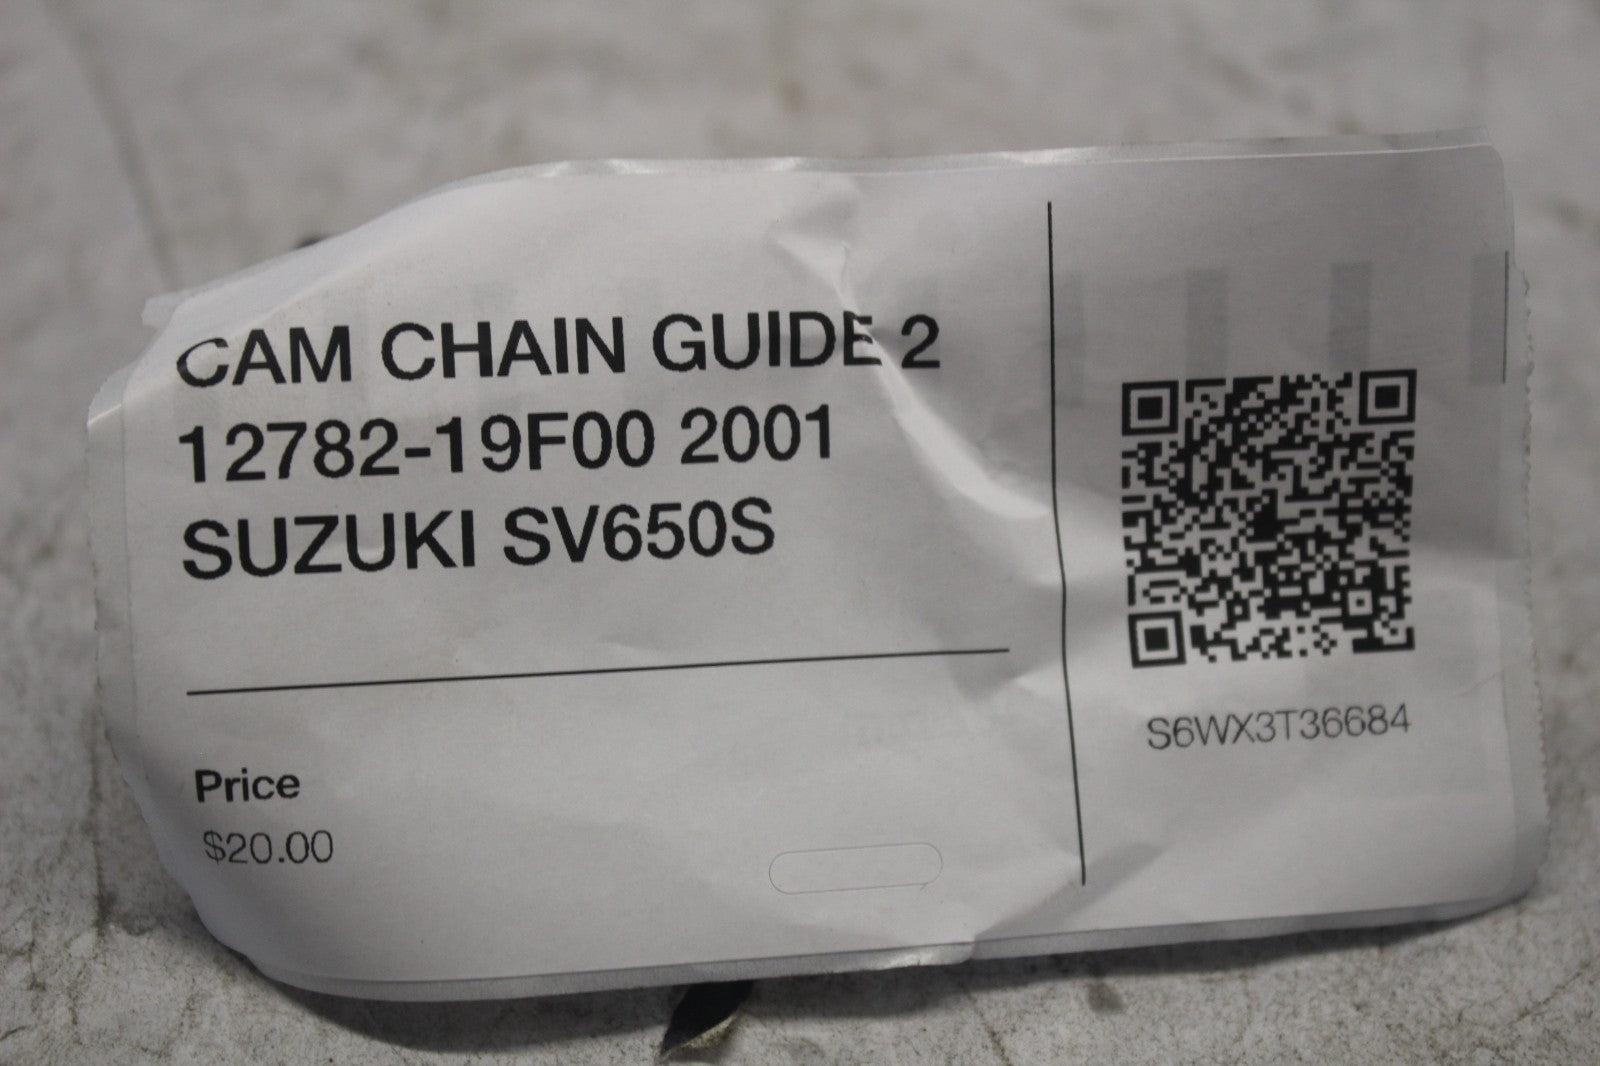 CAM CHAIN GUIDE 2
12782-19F00 2001
SUZUKI SV650S
Price
$20.00
S6WX3T36684